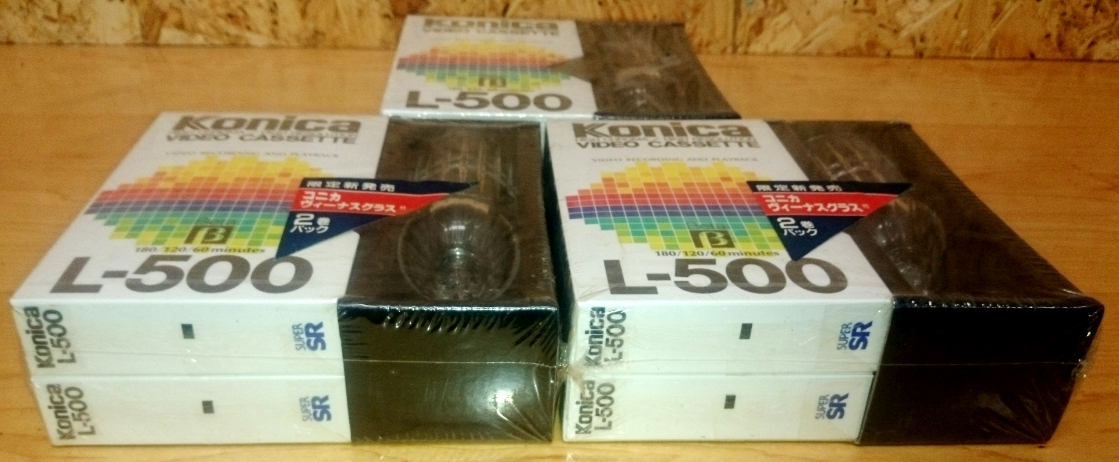 Konica
VIDEO CASSETTE
β
L-500
Konica
VIDEO CASSETTE
VIDEO RECORDING AND PLAYBACK
限定新発売
コニカ
ヴィーナスグラス
2巻
パック
β
180/120/60 minutes
L-500
Konica
L-500
SUPER
SR
Konica
L-500
SUPER
SR
Konica
VIDEO CASSETTE
VIDEO RECORDING AND PLAYBACK
限定新発売
コニカ
ヴィーナスグラス
2巻
パック
β
180/120/60 minutes
L-500
Konica
L-500
SUPER
SR
Konica
L-500
SUPER
SR